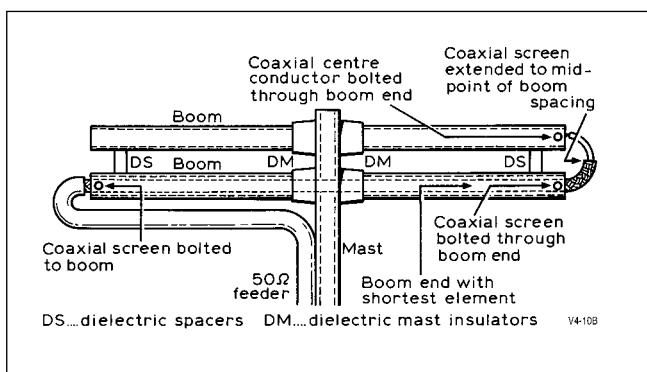 Coaxial centre
conductor bolted
through boom end
Coaxial screen
extended to mid-
point of boom
spacing
Boom
DS
Boom
DM
DM
DS
Coaxial screen bolted
to boom
50Ω
feeder
Mast
Boom end with
shortest element
Coaxial screen
bolted through
boom end
DS....dielectric spacers DM....dielectric mast insulators
V4-10B